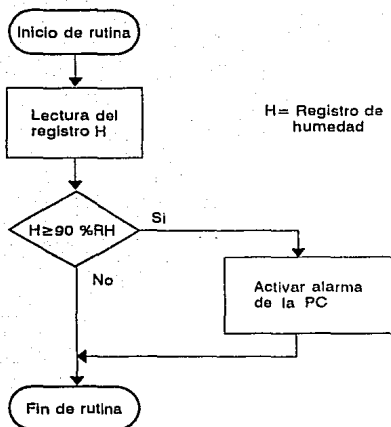 Inicio de rutina
Lectura del
registro H
H= Registro de
humedad
H≥90 %RH
Si
No
Activar alarma
de la PC
Fin de rutina